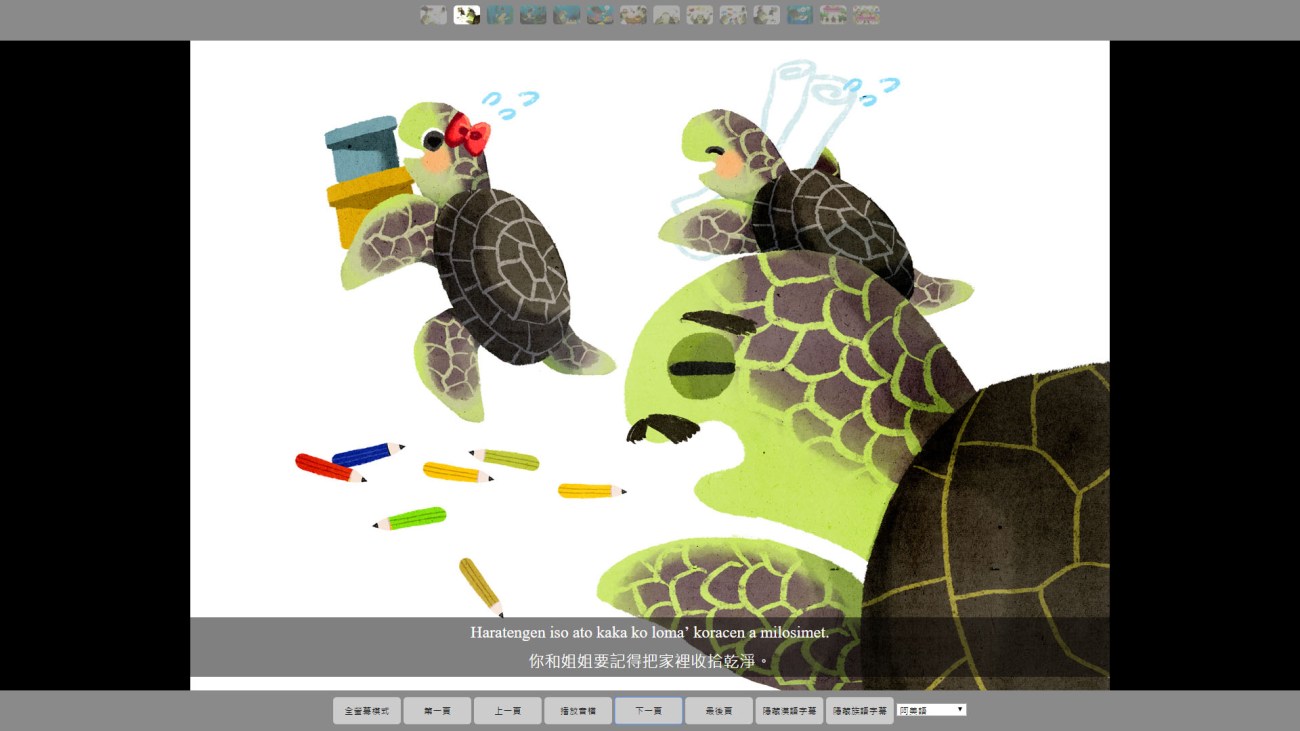 Haratengen iso ato kaka ko loma’ koracen a milosimet.
你和姐姐要記得把家裡收拾乾淨。
全螢幕模式
第一頁
上一頁
播放音檔
下一頁
最後頁
隱藏漢語字幕
隱藏族語字幕
阿美語